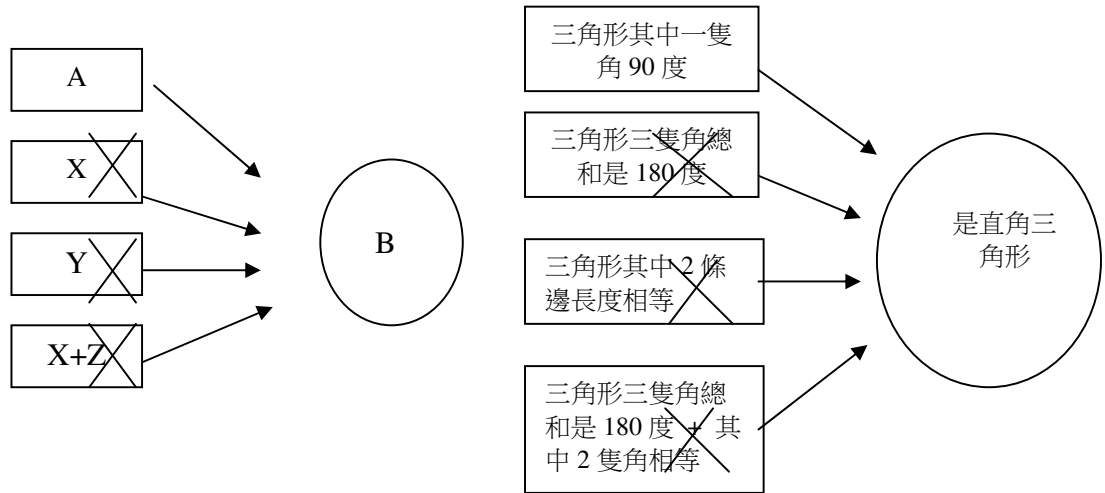 A
X
Y
X+Z
B
三角形其中一隻
角 90 度
三角形三隻角總
和是 180 度
三角形其中 2 條
邊長度相等
三角形三隻角總
和是 180 度 + 其
中 2 隻角相等
是直角三
角形